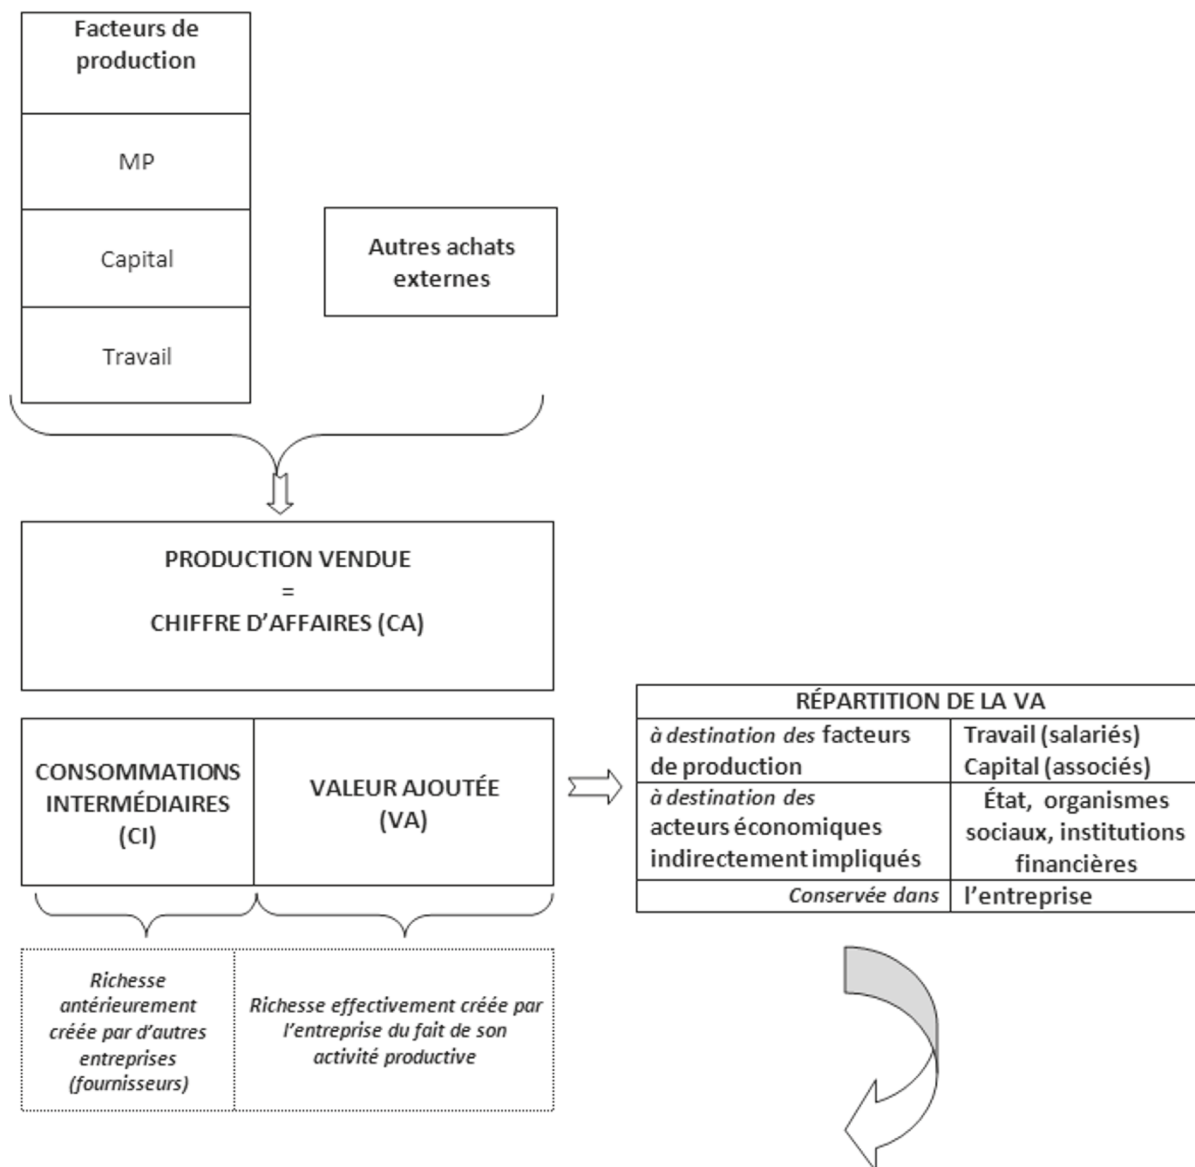 Facteurs de
production
MP
Capital
Travail
Autres achats
externes
PRODUCTION VENDUE
=
CHIFFRE D’AFFAIRES (CA)
CONSOMMATIONS
INTERMÉDIAIRES
(CI)
VALEUR AJOUTÉE
(VA)
RÉPARTITION DE LA VA
à destination des facteurs
de production
Travail (salariés)
Capital (associés)
à destination des
acteurs économiques
indirectement impliqués
État, organismes
sociaux, institutions
financières
Conservée dans
l’entreprise
Richesse
antérieurement
créée par d’autres
entreprises
(fournisseurs)
Richesse effectivement créée par
l’entreprise du fait de son
activité productive